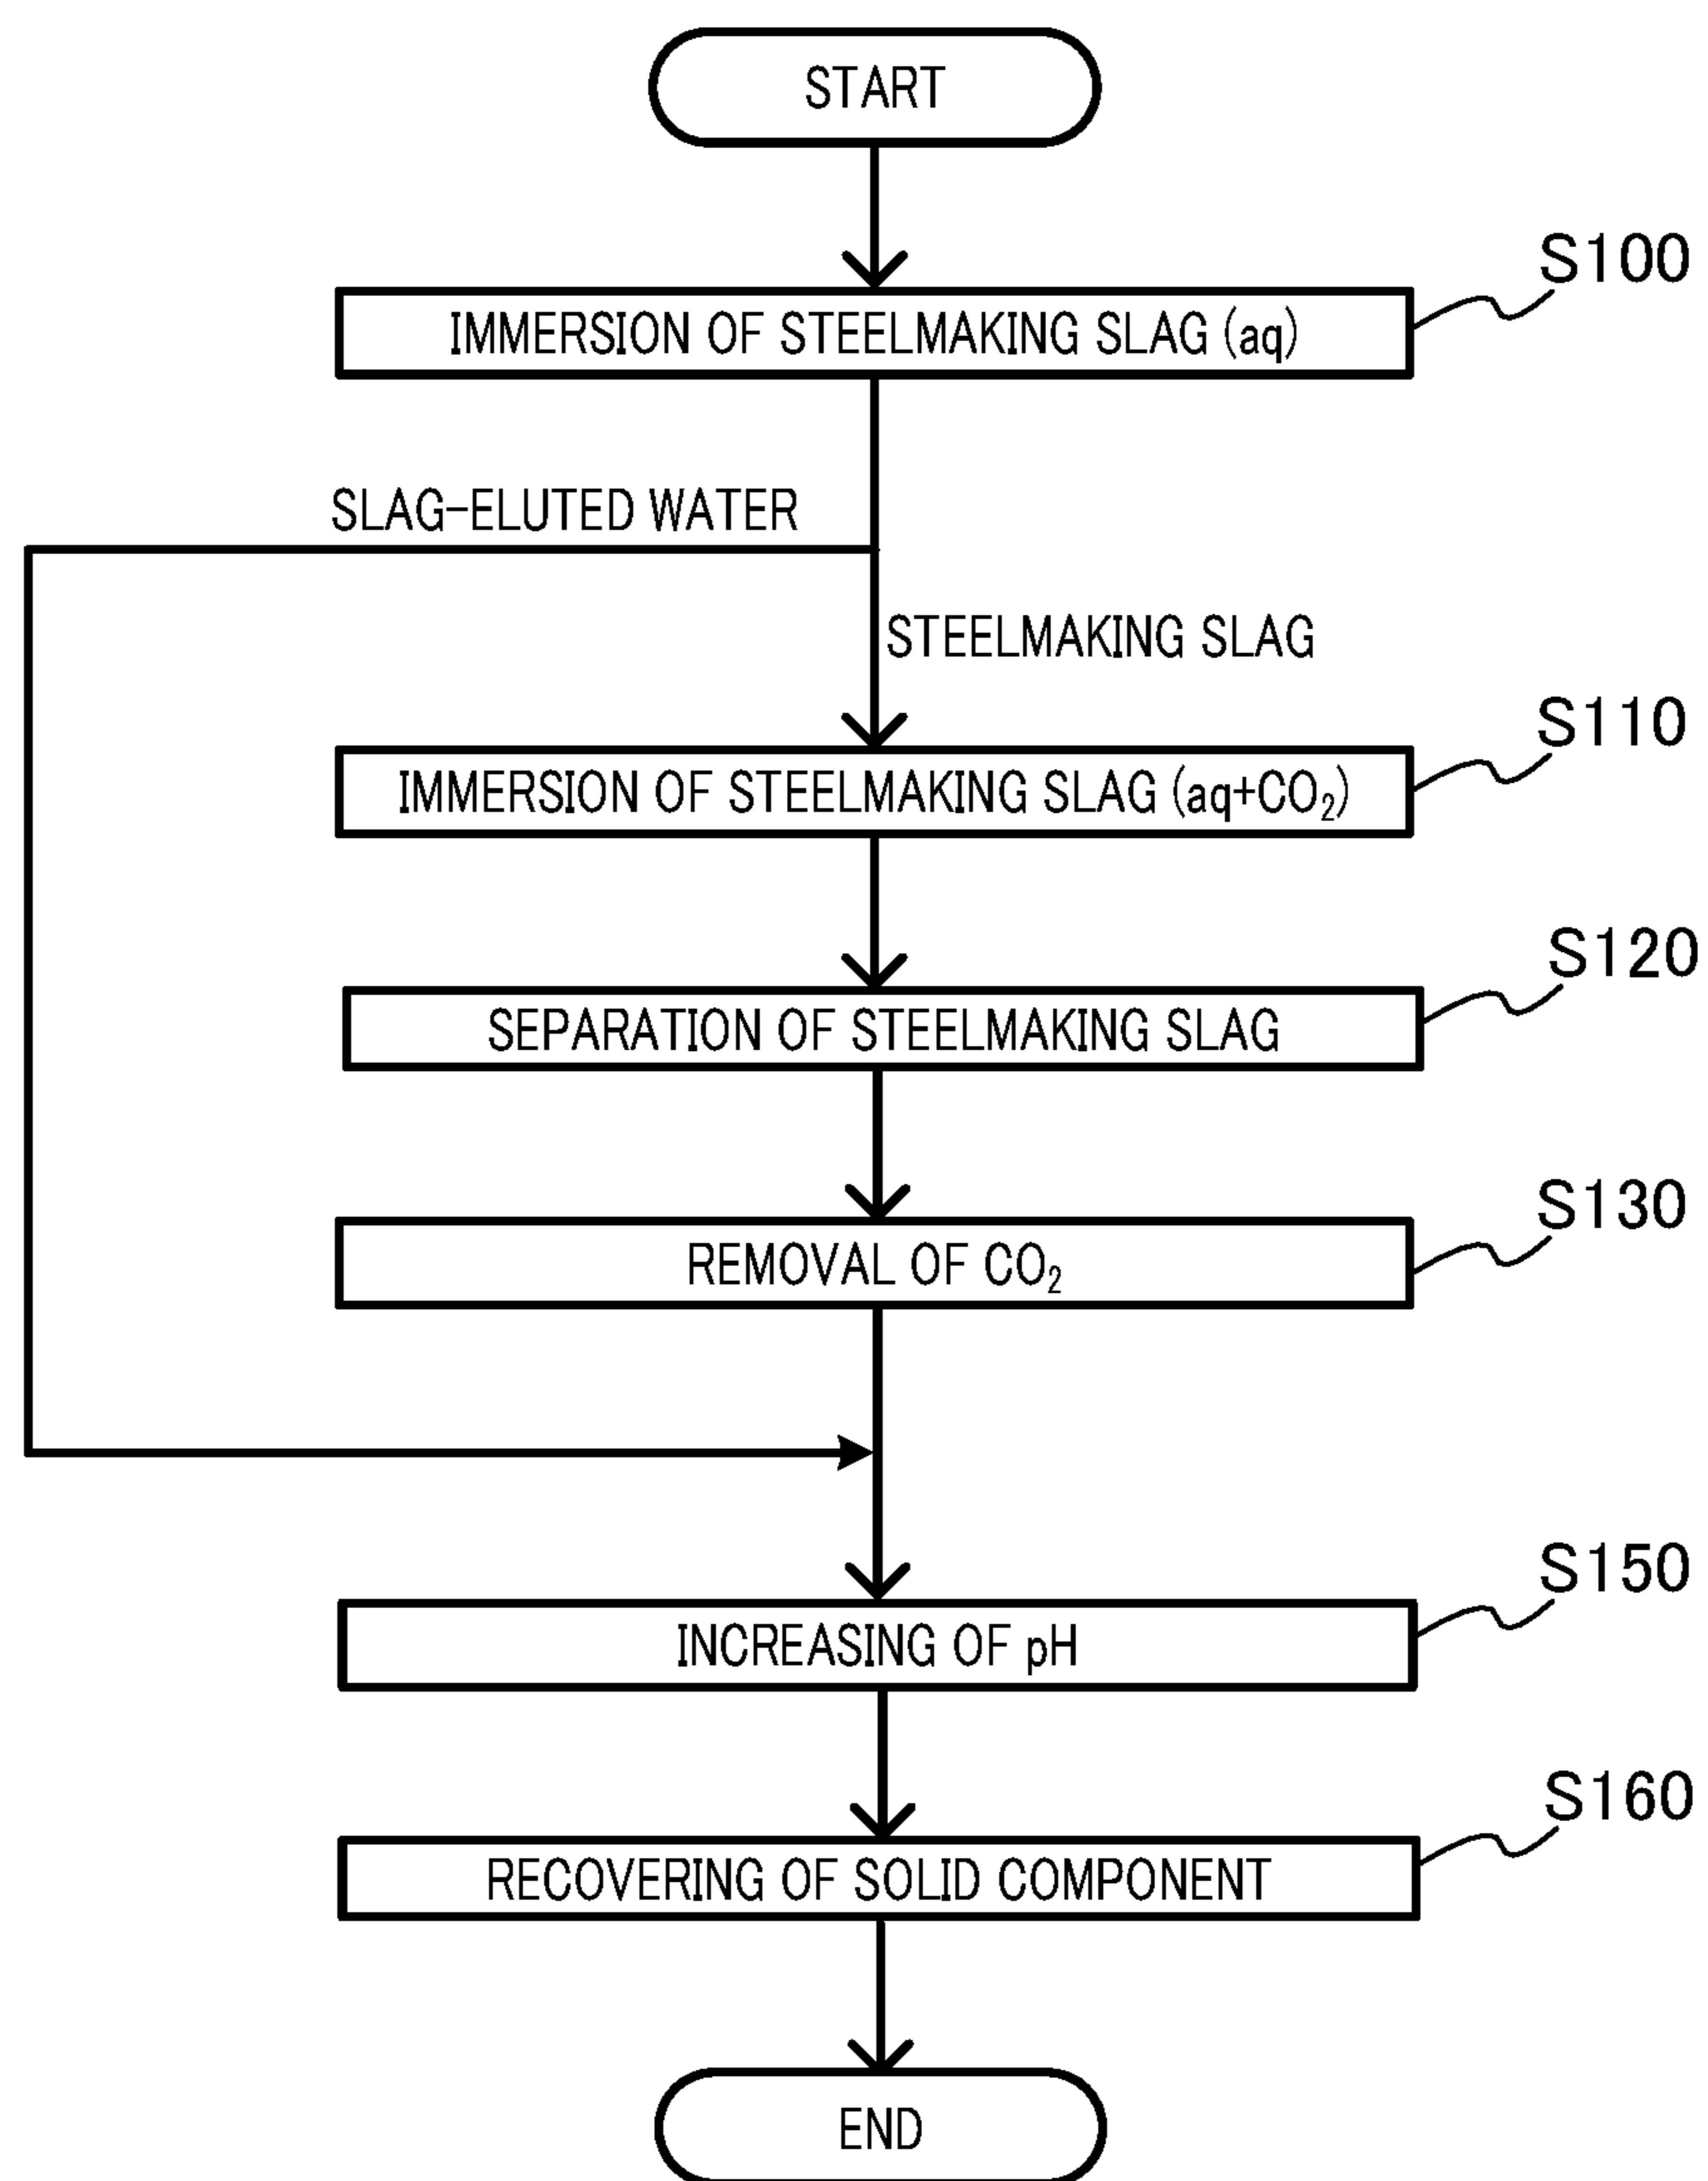 START
S100
IMMERSION OF STEELMAKING SLAG (aq)
SLAG-ELUTED WATER
STEELMAKING SLAG
S110
IMMERSION OF STEELMAKING SLAG (aq+CO₂)
S120
SEPARATION OF STEELMAKING SLAG
S130
REMOVAL OF CO₂
S150
INCREASING OF pH
S160
RECOVERING OF SOLID COMPONENT
END